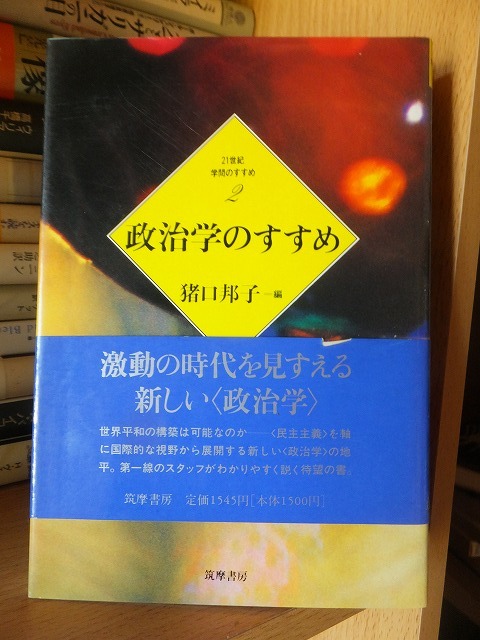 21世紀
学問のすすめ
2
政治学のすすめ
猪口邦子—編
激動の時代を見すえる
新しい〈政治学〉
世界平和の構築は可能なのか——〈民主主義〉を軸
に国際的な視野から展開する新しい〈政治学〉の地
平。第一線のスタッフがわかりやすく説く待望の書。
筑摩書房 定価1545円[本体1500円]
筑摩書房